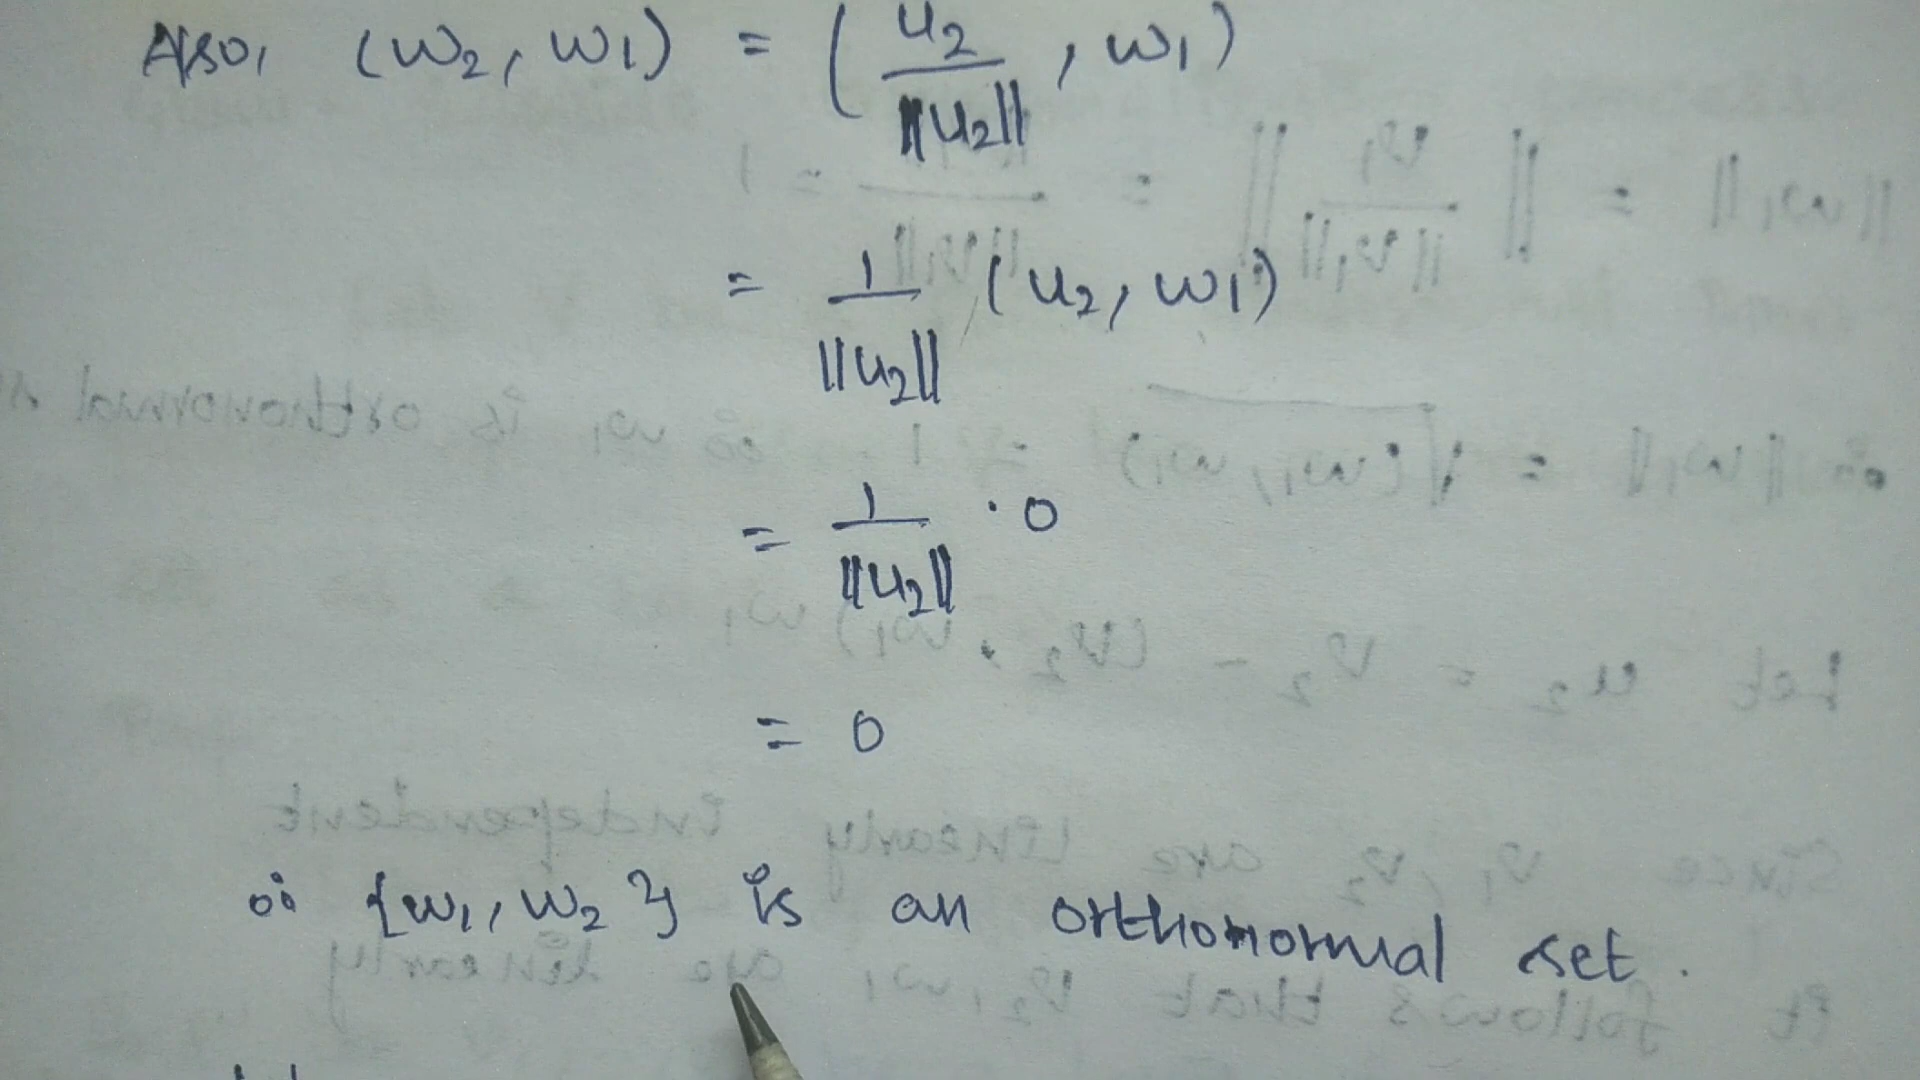 Also, (w₂, w₁) = (u₂/||u₂||, w₁)
= 1/||u₂|| (u₂, w₁)
= 1/||u₂|| · 0
= 0
∴ {w₁, w₂} is an orthonormal set.